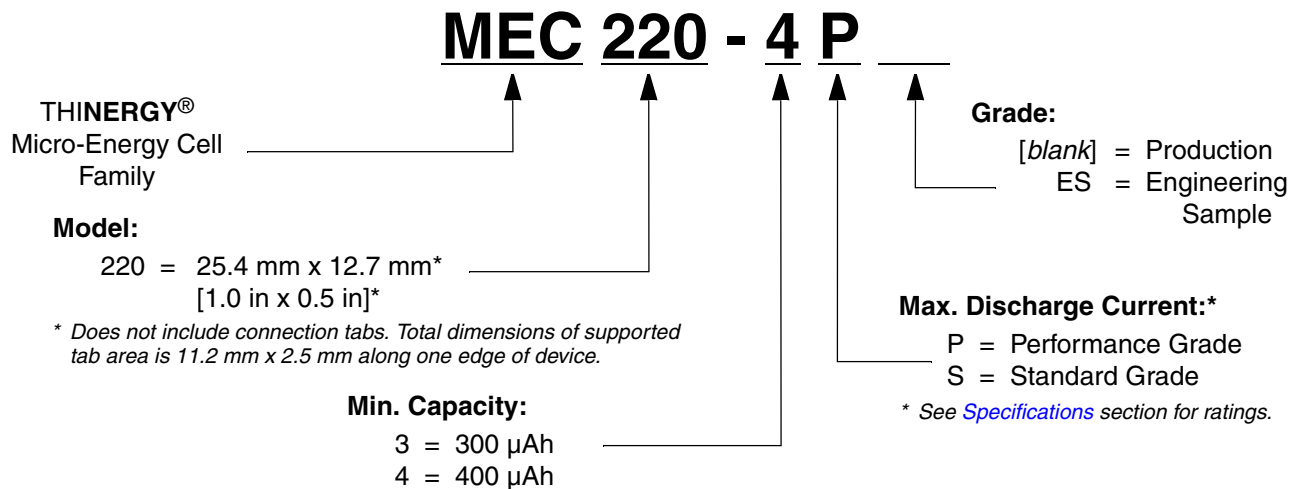 MEC 220 - 4 P
THINERGY®
Micro-Energy Cell
Family
Model:
220 = 25.4 mm x 12.7 mm*
[1.0 in x 0.5 in]*
* Does not include connection tabs. Total dimensions of supported
tab area is 11.2 mm x 2.5 mm along one edge of device.
Min. Capacity:
3 = 300 µAh
4 = 400 µAh
Grade:
[blank] = Production
ES = Engineering
Sample
Max. Discharge Current:*
P = Performance Grade
S = Standard Grade
* See Specifications section for ratings.